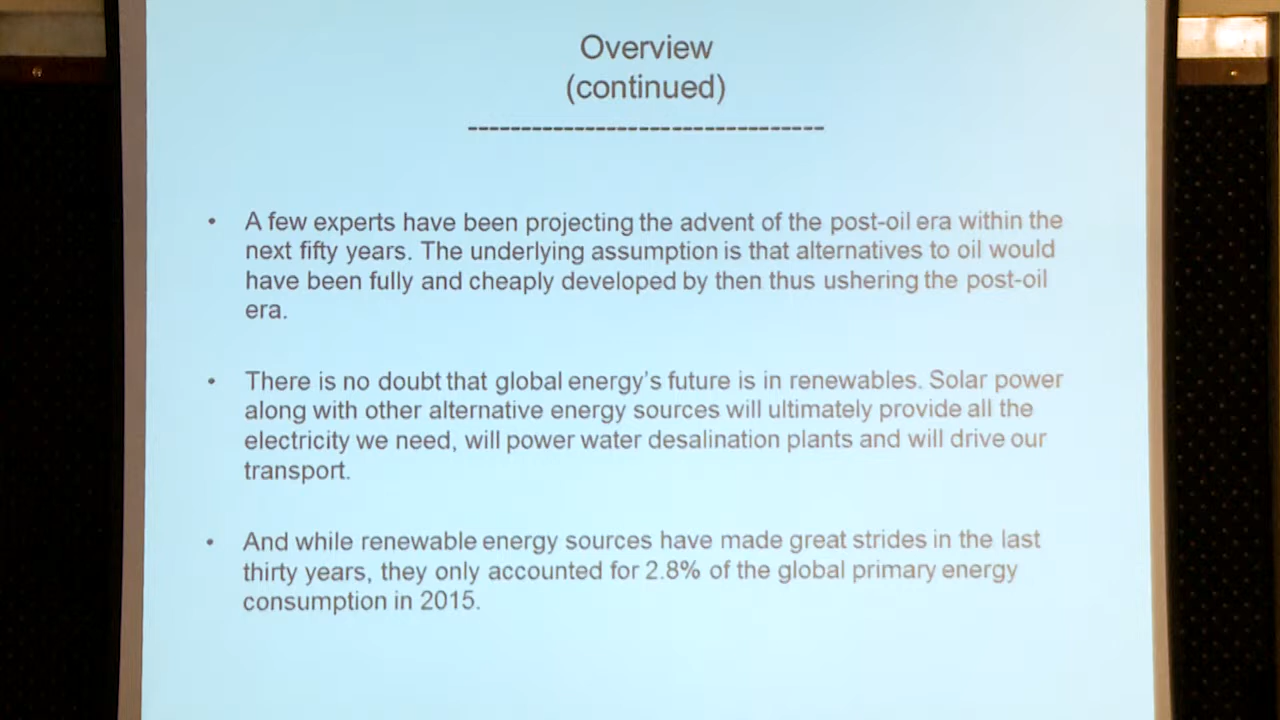 Overview
(continued)
---------------------------------
• A few experts have been projecting the advent of the post-oil era within the
next fifty years. The underlying assumption is that alternatives to oil would
have been fully and cheaply developed by then thus ushering the post-oil
era.
• There is no doubt that global energy's future is in renewables. Solar power
along with other alternative energy sources will ultimately provide all the
electricity we need, will power water desalination plants and will drive our
transport.
• And while renewable energy sources have made great strides in the last
thirty years, they only accounted for 2.8% of the global primary energy
consumption in 2015.